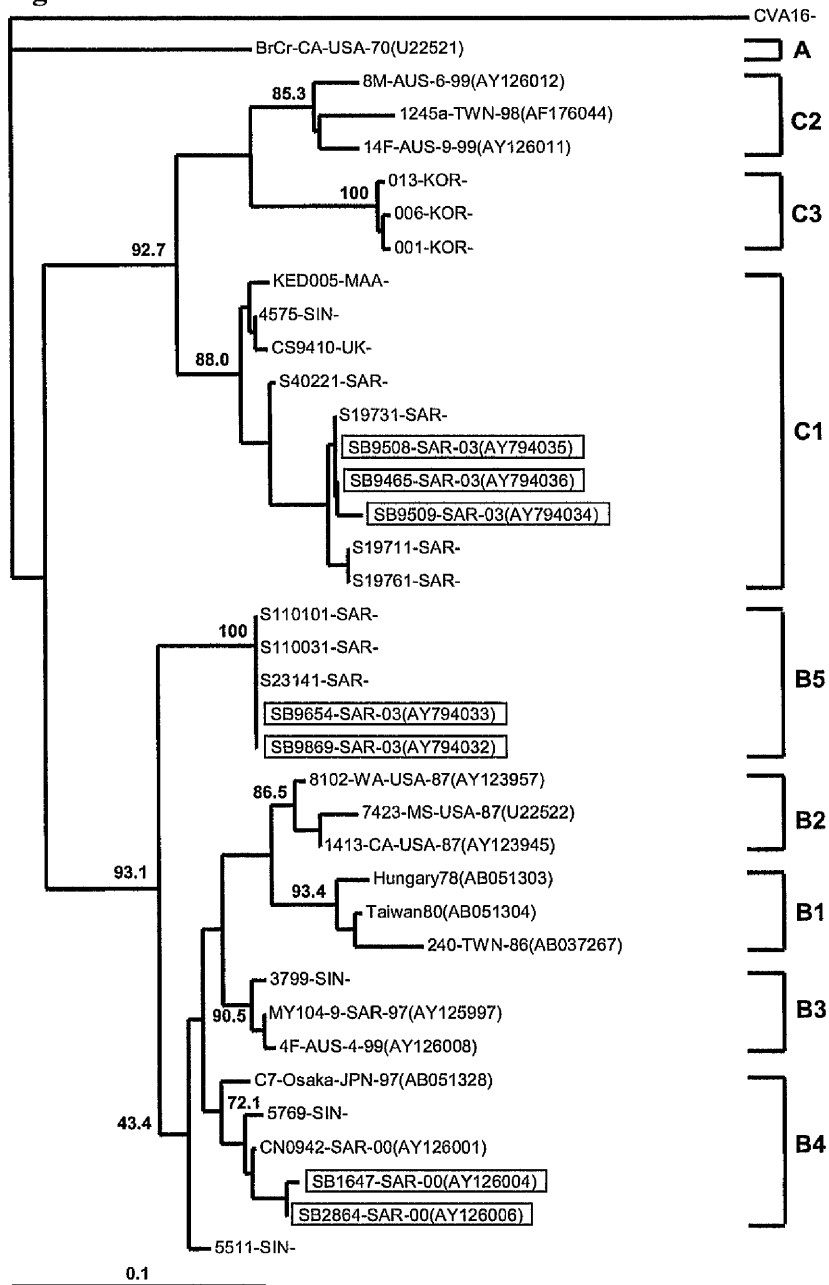 CVA16-
BrCr-CA-USA-70(U22521)
A
8M-AUS-6-99(AY126012)
85.3
1245a-TWN-98(AF176044)
C2
14F-AUS-9-99(AY126011)
013-KOR-
100
006-KOR-
C3
001-KOR-
92.7
KED005-MAA-
4575-SIN-
CS9410-UK-
88.0
S40221-SAR-
S19731-SAR-
C1
SB9508-SAR-03(AY794035)
SB9465-SAR-03(AY794036)
SB9509-SAR-03(AY794034)
S19711-SAR-
S19761-SAR-
S110101-SAR-
100
S110031-SAR-
S23141-SAR-
B5
SB9654-SAR-03(AY794033)
SB9869-SAR-03(AY794032)
8102-WA-USA-87(AY123957)
86.5
7423-MS-USA-87(U22522)
B2
1413-CA-USA-87(AY123945)
93.1
Hungary78(AB051303)
93.4
Taiwan80(AB051304)
B1
240-TWN-86(AB037267)
3799-SIN-
90.5
MY104-9-SAR-97(AY125997)
B3
4F-AUS-4-99(AY126008)
C7-Osaka-JPN-97(AB051328)
72.1
5769-SIN-
43.4
CN0942-SAR-00(AY126001)
B4
SB1647-SAR-00(AY126004)
SB2864-SAR-00(AY126006)
5511-SIN-
0.1